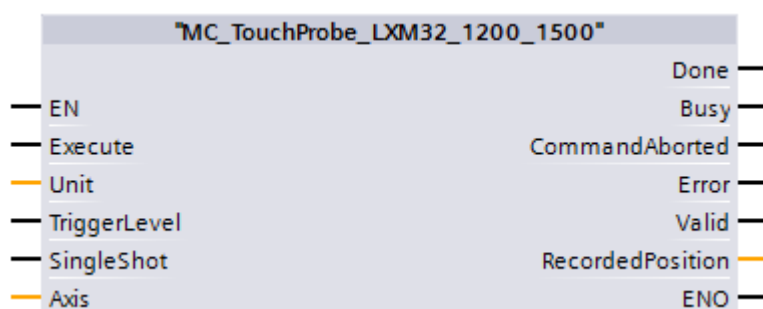 "MC_TouchProbe_LXM32_1200_1500"
Done
EN Busy
Execute CommandAborted
Unit Error
TriggerLevel Valid
SingleShot RecordedPosition
Axis ENO